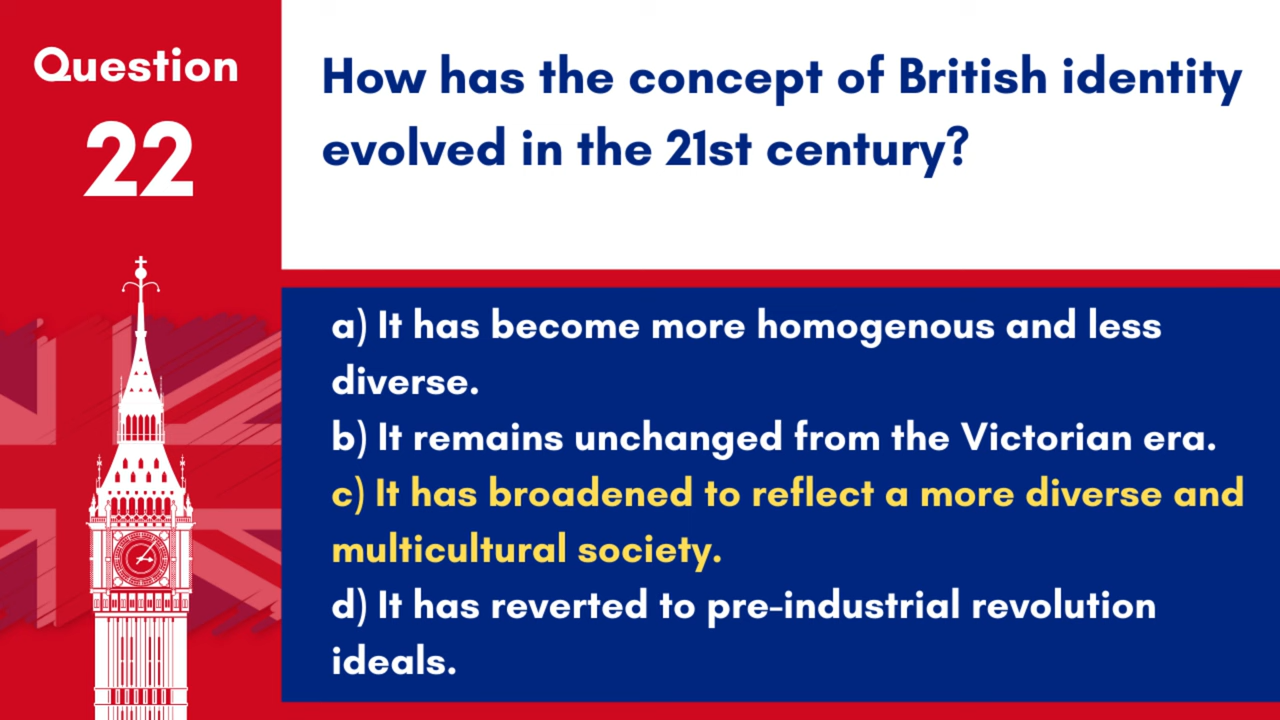 Question
22
How has the concept of British identity
evolved in the 21st century?
a) It has become more homogenous and less
diverse.
b) It remains unchanged from the Victorian era.
c) It has broadened to reflect a more diverse and
multicultural society.
d) It has reverted to pre-industrial revolution
ideals.